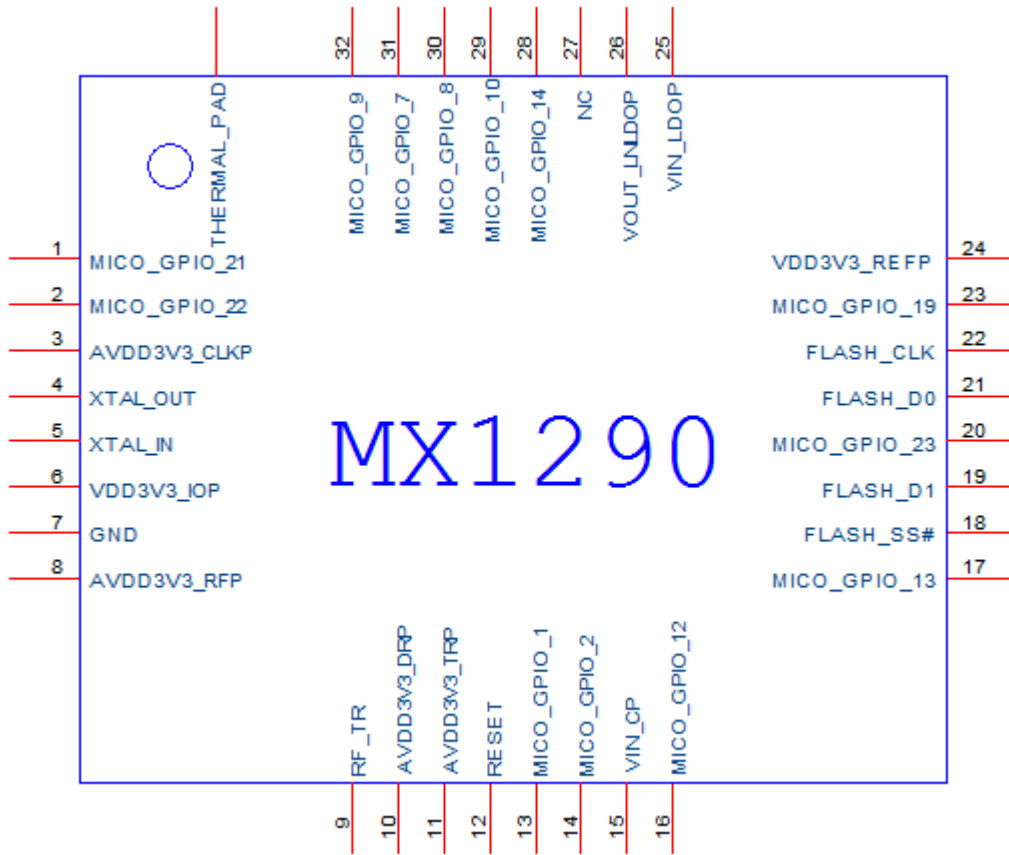 32
31
30
29
28
27
26
25
THERMAL_PAD
MICO_GPIO_9
MICO_GPIO_7
MICO_GPIO_8
MICO_GPIO_10
MICO_GPIO_14
NC
VOUT_LNLDOP
VIN_LDOP
1 MICO_GPIO_21
2 MICO_GPIO_22
3 AVDD3V3_CLKP
4 XTAL_OUT
5 XTAL_IN
6 VDD3V3_IOP
7 GND
8 AVDD3V3_RFP
MX1290
VDD3V3_REFP 24
MICO_GPIO_19 23
FLASH_CLK 22
FLASH_D0 21
MICO_GPIO_23 20
FLASH_D1 19
FLASH_SS# 18
MICO_GPIO_13 17
RF_TR
AVDD3V3_DRP
AVDD3V3_TRP
RESET
MICO_GPIO_1
MICO_GPIO_2
VIN_CP
MICO_GPIO_12
9
10
11
12
13
14
15
16